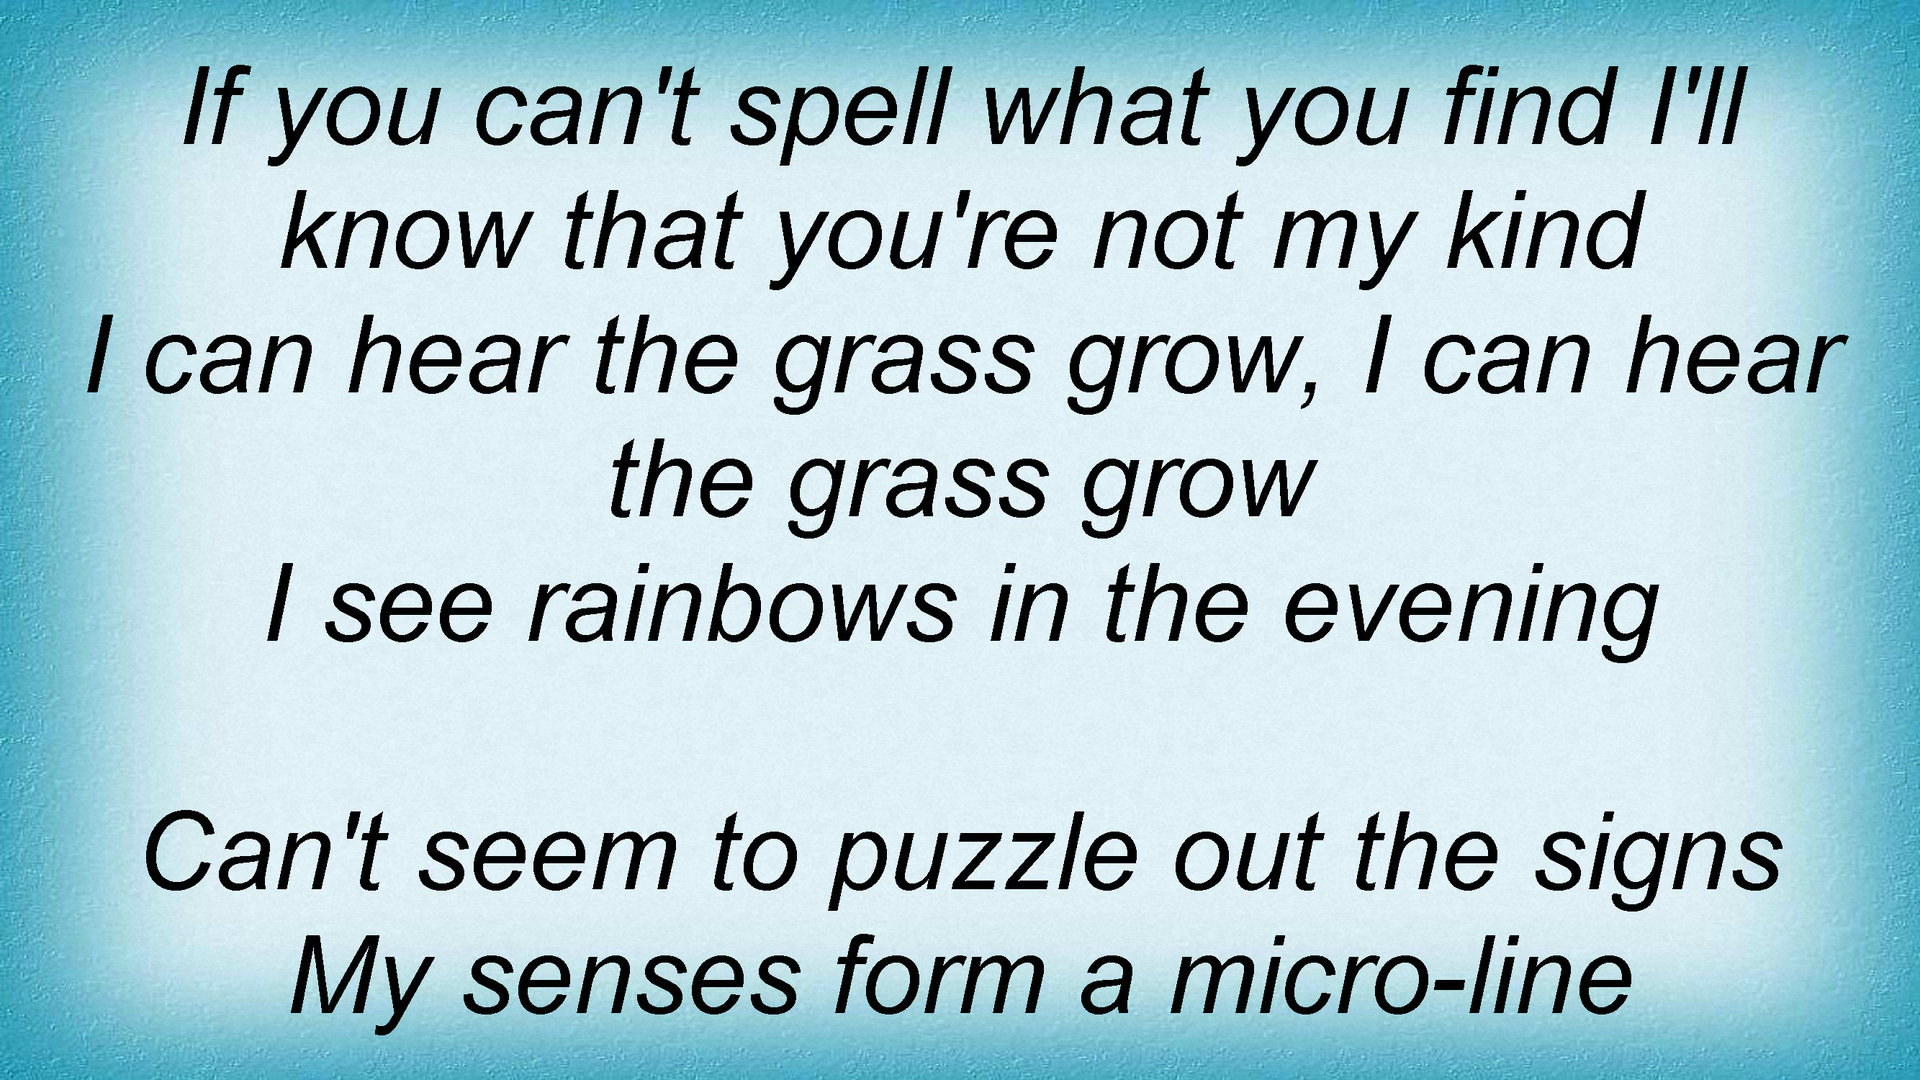 If you can't spell what you find I'll
know that you're not my kind
I can hear the grass grow, I can hear
the grass grow
I see rainbows in the evening
Can't seem to puzzle out the signs
My senses form a micro-line